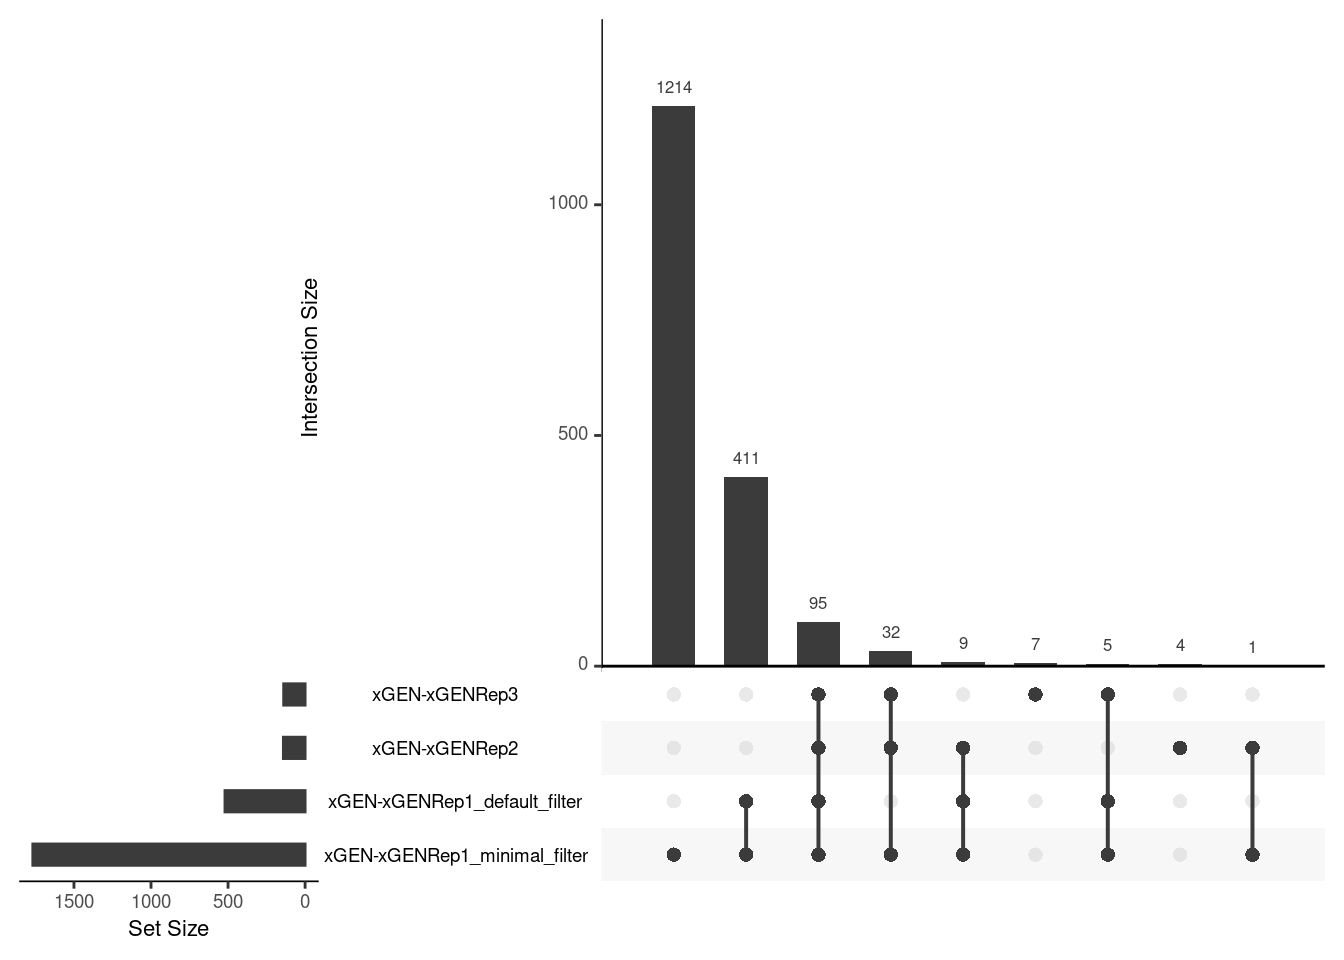 1214
1000
Intersection Size
500
411
95
32
9
7
5
4
1
0
xGEN-xGENRep3
xGEN-xGENRep2
xGEN-xGENRep1_default_filter
xGEN-xGENRep1_minimal_filter
1500 1000 500 0
Set Size